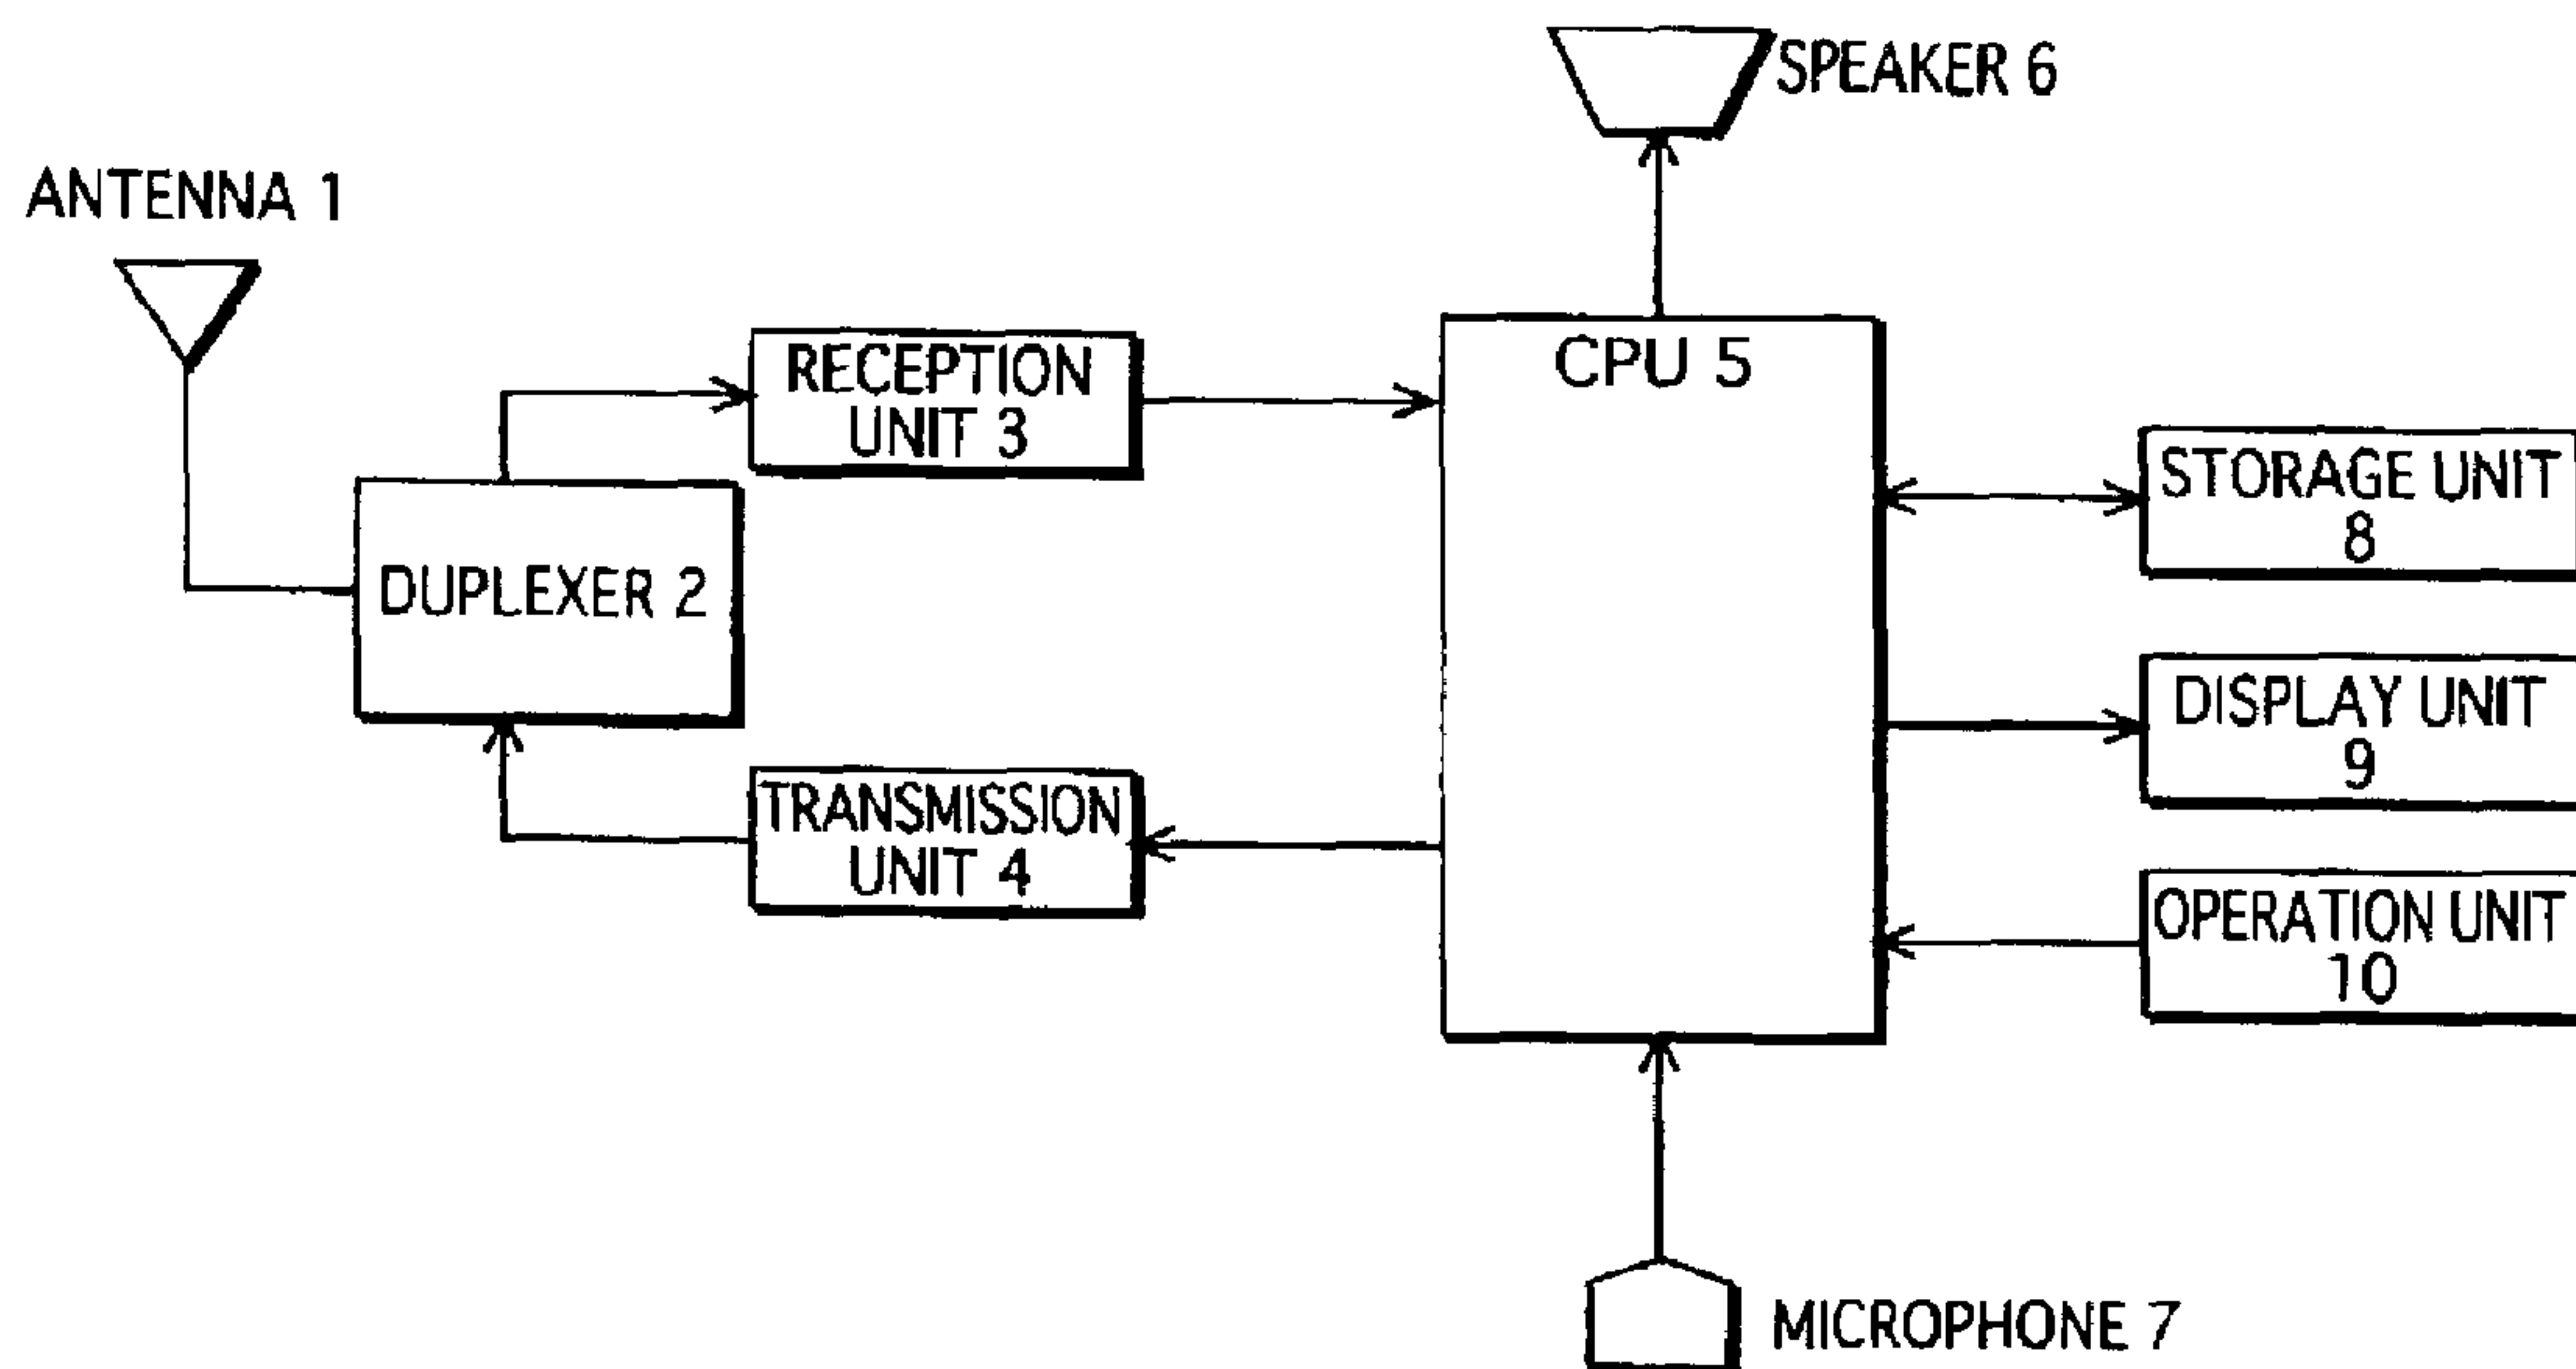 SPEAKER 6
ANTENNA 1
RECEPTION
UNIT 3
CPU 5
STORAGE UNIT
8
DUPLEXER 2
DISPLAY UNIT
9
TRANSMISSION
UNIT 4
OPERATION UNIT
10
MICROPHONE 7